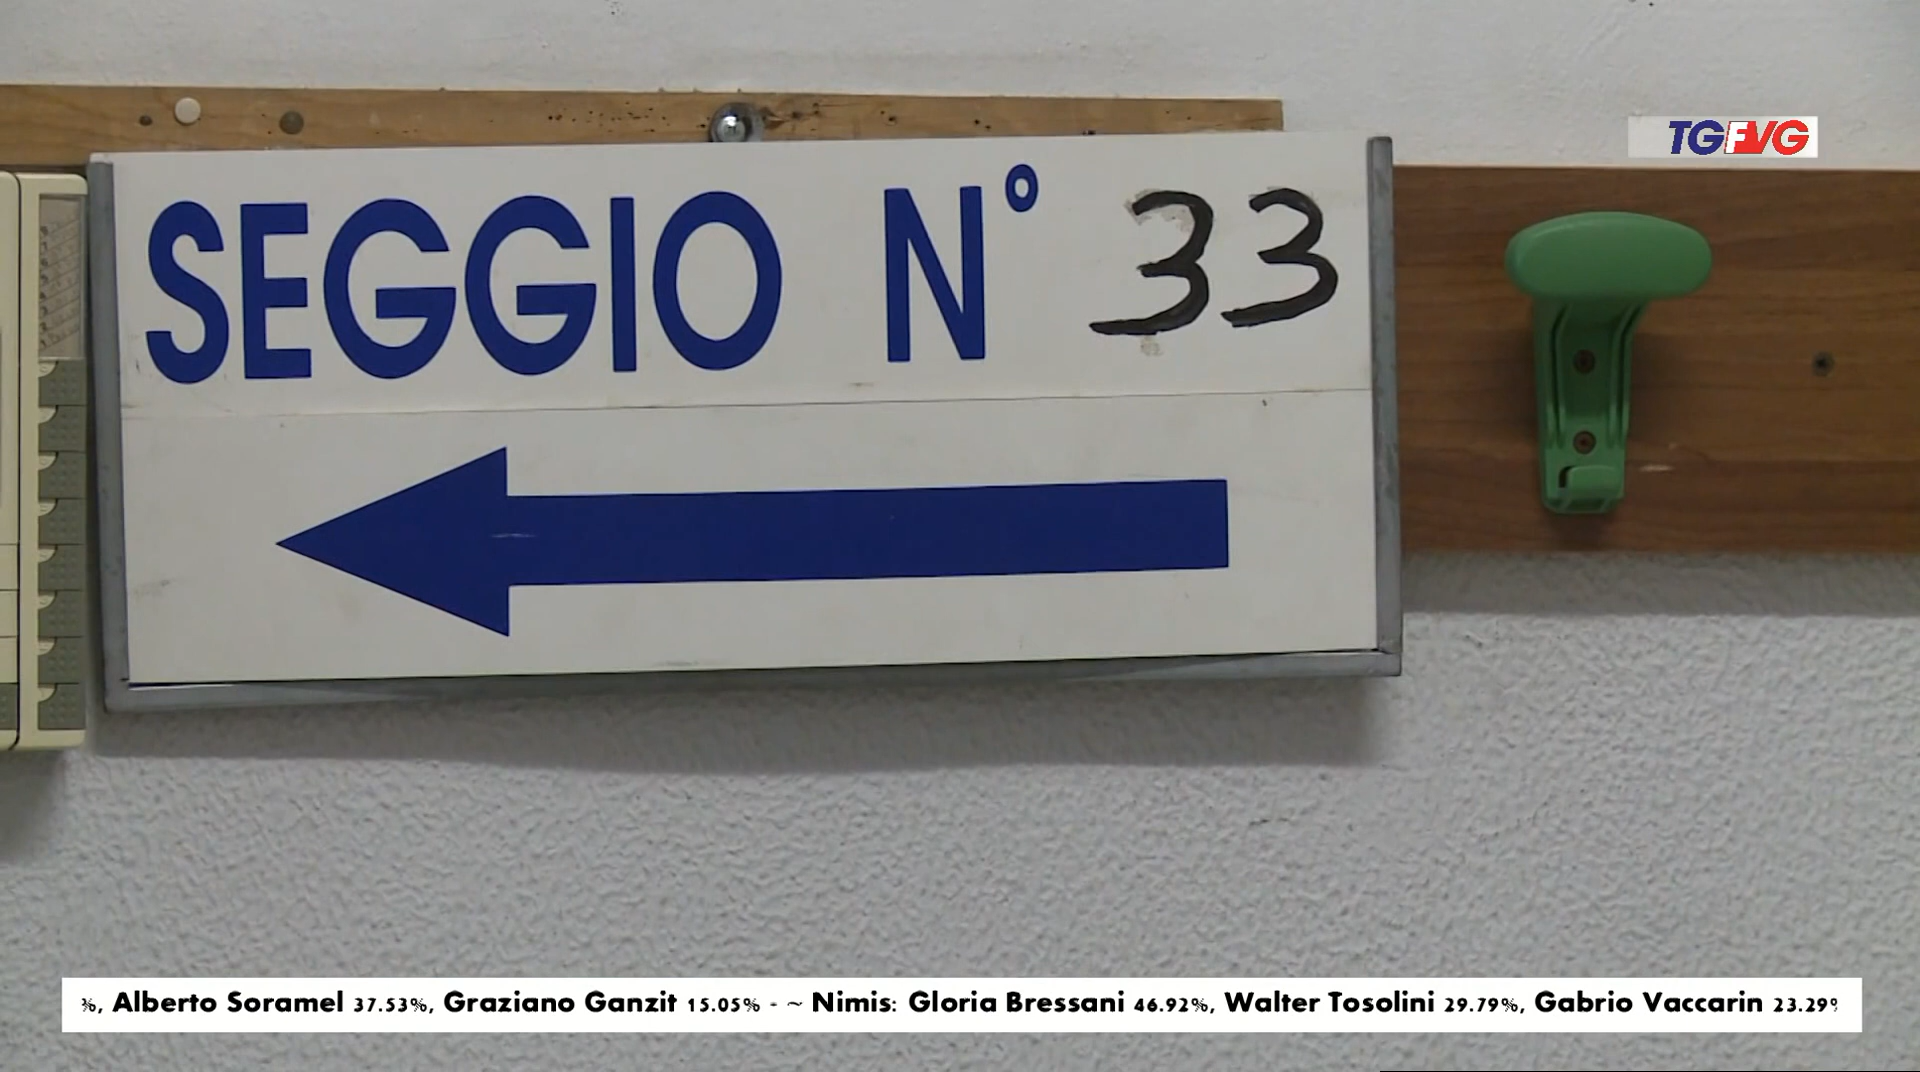 TGFVG
SEGGIO N° 33
%, Alberto Soramel 37.53%, Graziano Ganzit 15.05% - ~ Nimis: Gloria Bressani 46.92%, Walter Tosolini 29.79%, Gabrio Vaccarin 23.29%